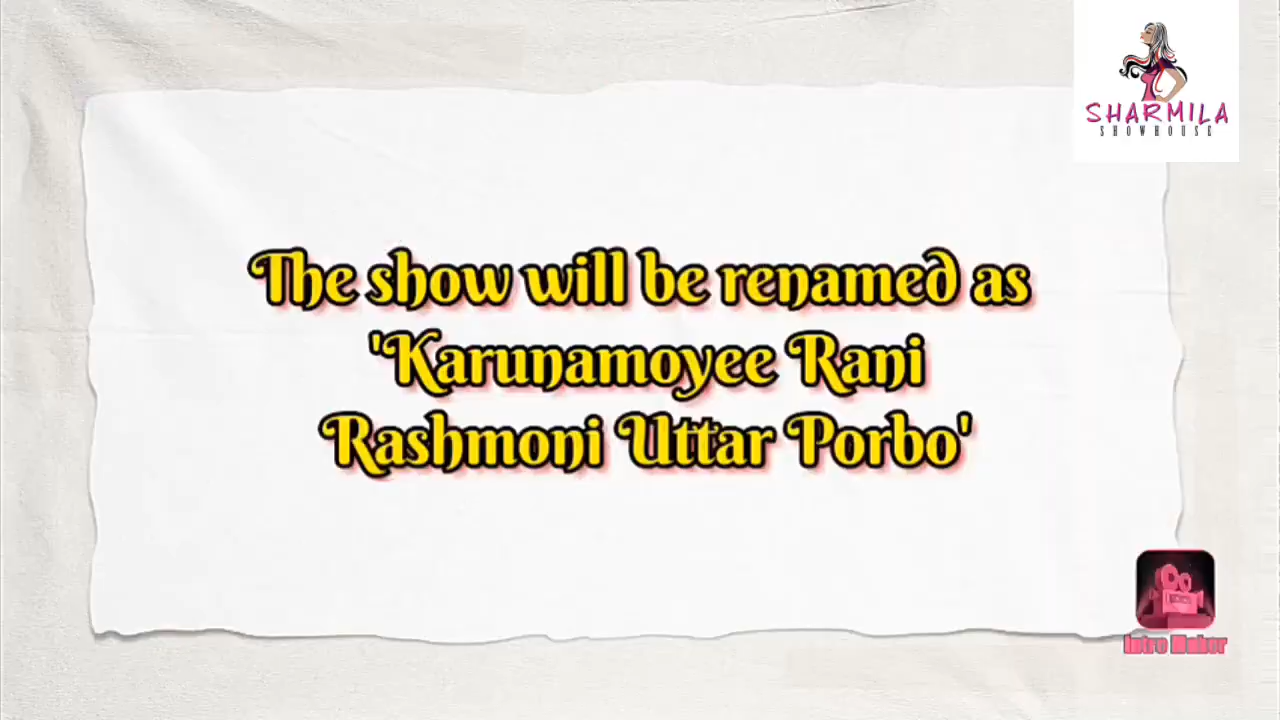 SHARMILA
SHOWHOUSE
The show will be renamed as
'Karunamoyee Rani
Rashmoni Uttar Porbo'
Intro Maker